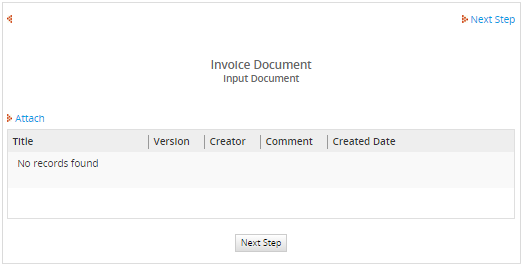 Next Step
Invoice Document
Input Document
Attach
Title Version Creator Comment Created Date
No records found
Next Step